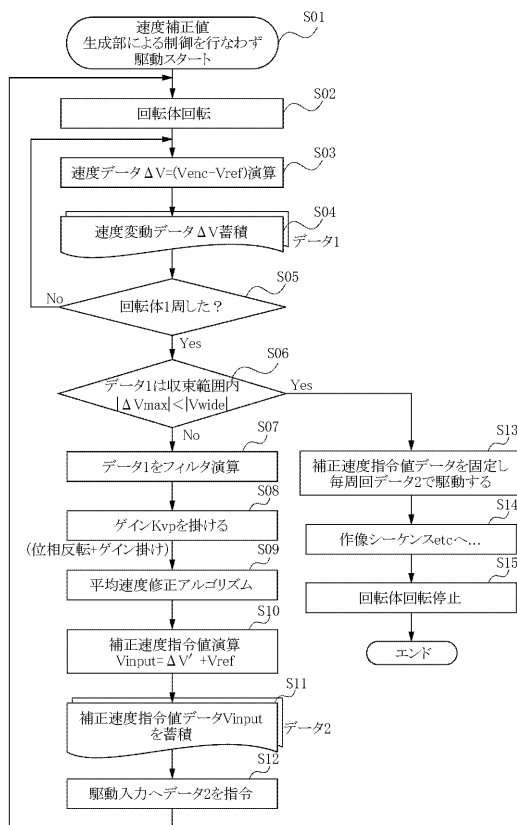 速度補正値
生成部による制御を行なわず
駆動スタート
S01
回転体回転
S02
速度データΔV=(Venc-Vref)演算
S03
速度変動データΔV蓄積
S04
データ1
回転体1周した？
S05
No
Yes
データ1は収束範囲内
|ΔVmax|<|Vwide|
S06
Yes
No
データ1をフィルタ演算
S07
ゲインKvpを掛ける
S08
(位相反転+ゲイン掛け)
平均速度修正アルゴリズム
S09
補正速度指令値演算
Vinput=ΔV′+Vref
S10
補正速度指令値データVinput
を蓄積
S11
データ2
駆動入力へデータ2を指令
S12
補正速度指令値データを固定し
毎周回データ2で駆動する
S13
作像シーケンスetcへ...
S14
回転体回転停止
S15
エンド